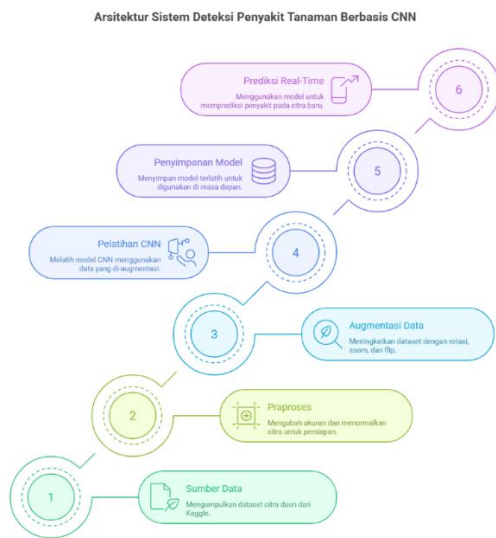 Arsitektur Sistem Deteksi Penyakit Tanaman Berbasis CNN
Prediksi Real-Time
Menggunakan model untuk
memprediksi penyakit pada citra baru.
6
Penyimpanan Model
Menyimpan model terlatih untuk
digunakan di masa depan.
5
Pelatihan CNN
Melatih model CNN menggunakan
data yang di-augmentasi.
4
3
Augmentasi Data
Meningkatkan dataset dengan rotasi,
zoom, dan flip.
2
Praproses
Mengubah ukuran dan menormalkan
citra untuk persiapan.
1
Sumber Data
Mengumpulkan dataset citra daun dari
Kaggle.